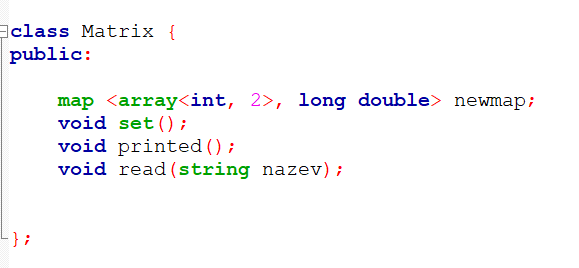 class Matrix {
public:
map <array<int, 2>, long double> newmap;
void set();
void printed();
void read(string nazev);
};